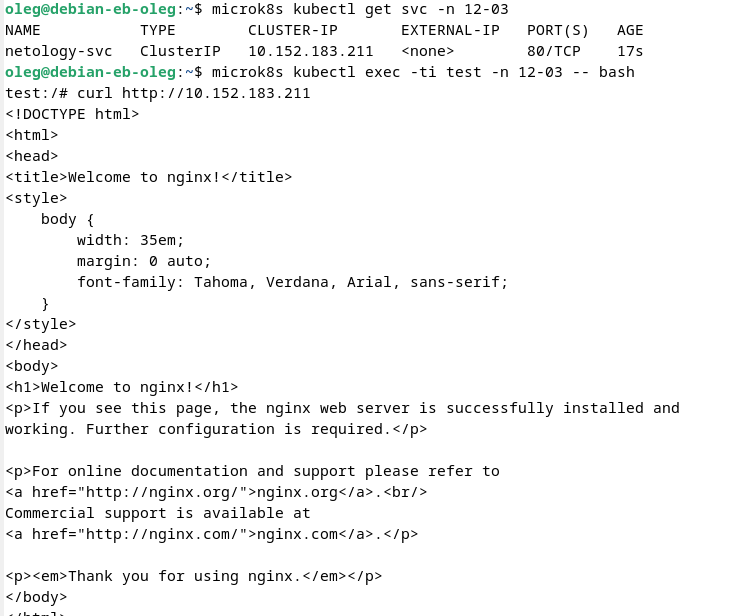 oleg@debian-eb-oleg:~$ microk8s kubectl get svc -n 12-03
NAME           TYPE        CLUSTER-IP       EXTERNAL-IP   PORT(S)   AGE
netology-svc   ClusterIP   10.152.183.211   <none>        80/TCP    17s
oleg@debian-eb-oleg:~$ microk8s kubectl exec -ti test -n 12-03 -- bash
test:/# curl http://10.152.183.211
<!DOCTYPE html>
<html>
<head>
<title>Welcome to nginx!</title>
<style>
    body {
        width: 35em;
        margin: 0 auto;
        font-family: Tahoma, Verdana, Arial, sans-serif;
    }
</style>
</head>
<body>
<h1>Welcome to nginx!</h1>
<p>If you see this page, the nginx web server is successfully installed and
working. Further configuration is required.</p>

<p>For online documentation and support please refer to
<a href="http://nginx.org/">nginx.org</a>.<br/>
Commercial support is available at
<a href="http://nginx.com/">nginx.com</a>.</p>

<p><em>Thank you for using nginx.</em></p>
</body>
</html>